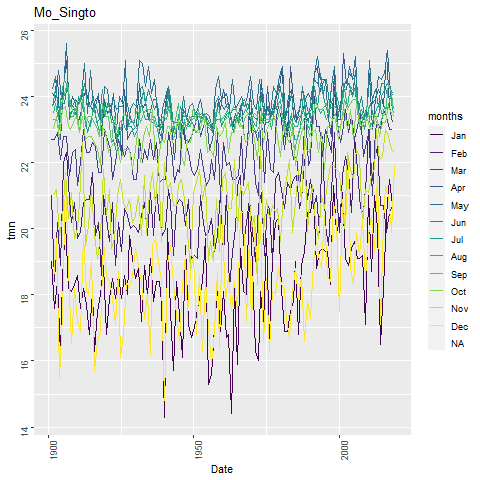 Mo_Singto
26
24
22
20
18
16
14
tmn
1900
1950
2000
Date
months
Jan
Feb
Mar
Apr
May
Jun
Jul
Aug
Sep
Oct
Nov
Dec
NA